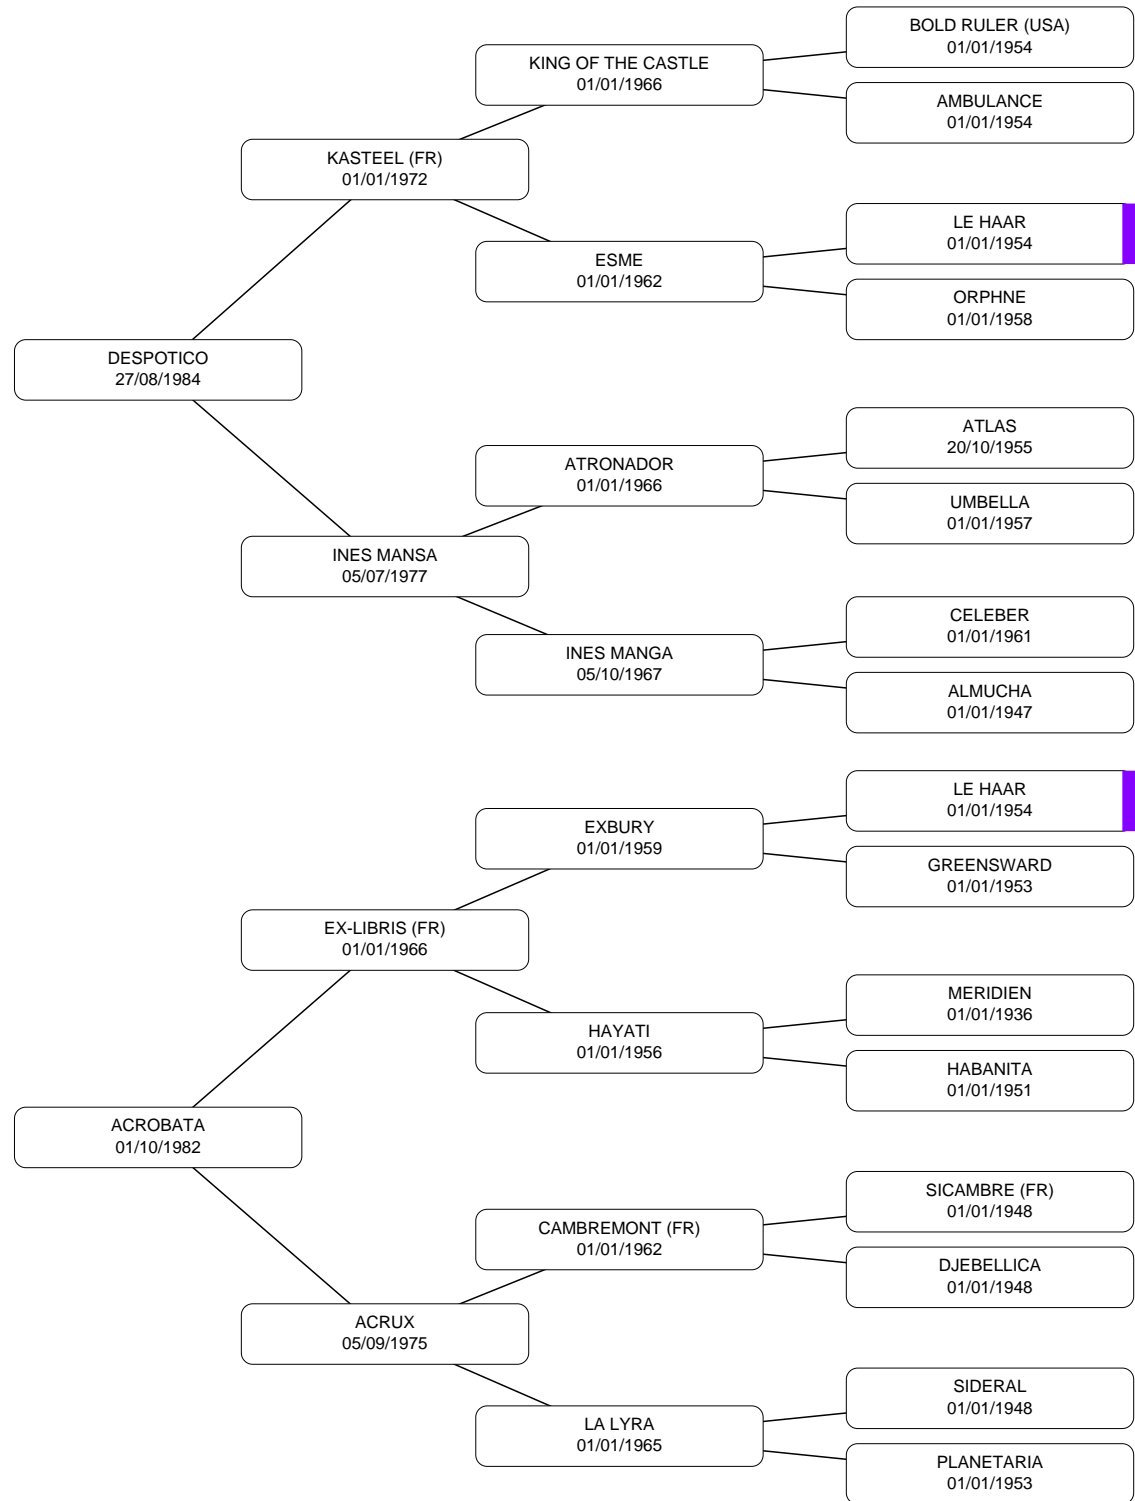 BOLD RULER (USA)
01/01/1954
KING OF THE CASTLE
01/01/1966
AMBULANCE
01/01/1954
KASTEEL (FR)
01/01/1972
LE HAAR
01/01/1954
ESME
01/01/1962
ORPHNE
01/01/1958
DESPOTICO
27/08/1984
ATLAS
20/10/1955
ATRONADOR
01/01/1966
UMBELLA
01/01/1957
INES MANSA
05/07/1977
CELEBER
01/01/1961
INES MANGA
05/10/1967
ALMUCHA
01/01/1947
LE HAAR
01/01/1954
EXBURY
01/01/1959
GREENSWARD
01/01/1953
EX-LIBRIS (FR)
01/01/1966
MERIDIEN
01/01/1936
HAYATI
01/01/1956
HABANITA
01/01/1951
ACROBATA
01/10/1982
SICAMBRE (FR)
01/01/1948
CAMBREMONT (FR)
01/01/1962
DJEBELLICA
01/01/1948
ACRUX
05/09/1975
SIDERAL
01/01/1948
LA LYRA
01/01/1965
PLANETARIA
01/01/1953